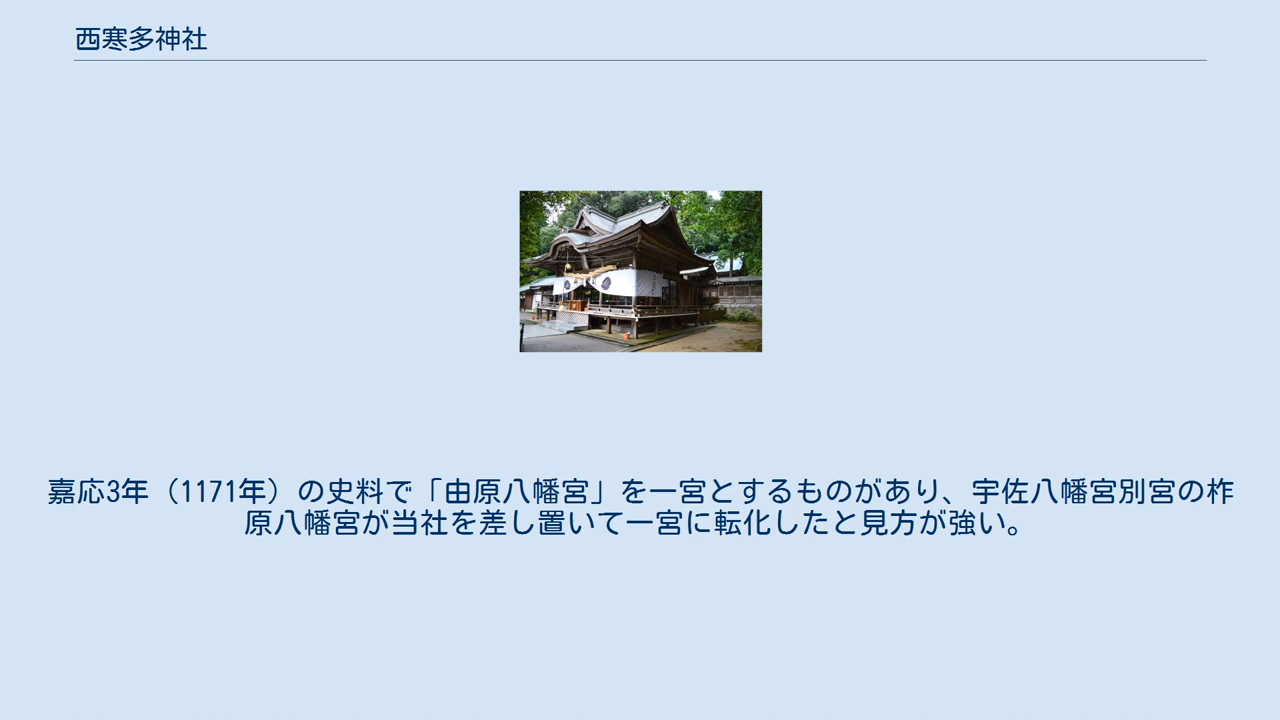 西寒多神社
嘉応3年（1171年）の史料で「由原八幡宮」を一宮とするものがあり、宇佐八幡宮別宮の柞
原八幡宮が当社を差し置いて一宮に転化したと見方が強い。